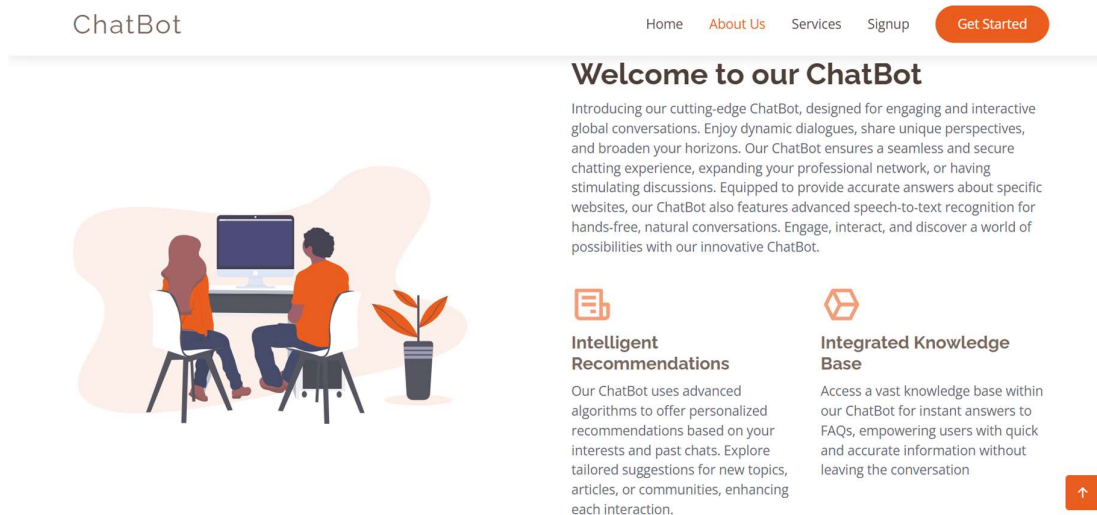 ChatBot
Home About Us Services Signup Get Started
Welcome to our ChatBot
Introducing our cutting-edge ChatBot, designed for engaging and interactive
global conversations. Enjoy dynamic dialogues, share unique perspectives,
and broaden your horizons. Our ChatBot ensures a seamless and secure
chatting experience, expanding your professional network, or having
stimulating discussions. Equipped to provide accurate answers about specific
websites, our ChatBot also features advanced speech-to-text recognition for
hands-free, natural conversations. Engage, interact, and discover a world of
possibilities with our innovative ChatBot.
Intelligent
Recommendations
Our ChatBot uses advanced
algorithms to offer personalized
recommendations based on your
interests and past chats. Explore
tailored suggestions for new topics,
articles, or communities, enhancing
each interaction.
Integrated Knowledge
Base
Access a vast knowledge base within
our ChatBot for instant answers to
FAQs, empowering users with quick
and accurate information without
leaving the conversation